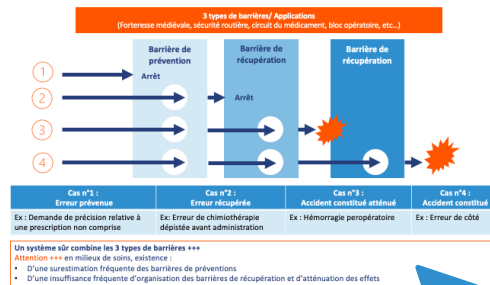 3 types de barrières/ Applications
(Forteresse médiévale, sécurité routière, circuit du médicament, bloc opératoire, etc...)
Barrière de
prévention
Barrière de
récupération
Barrière de
récupération
1
Arrêt
2
Arrêt
3
4
Cas n°1 :
Erreur prévenue
Cas n°2 :
Erreur récupérée
Cas n°3 :
Accident constitué atténué
Cas n°4 :
Accident constitué
Ex : Demande de précision relative à
une prescription non comprise
Ex; Erreur de chimiothérapie
dépistée avant administration
Ex : Hémorragie peropératoire
Ex : Erreur de côté
Un système sûr combine les 3 types de barrières +++
Attention +++ en milieux de soins, existence :
• D'une surestimation fréquente des barrières de préventions
• D'une insuffisance fréquente d'organisation des barrières de récupération et d'atténuation des effets